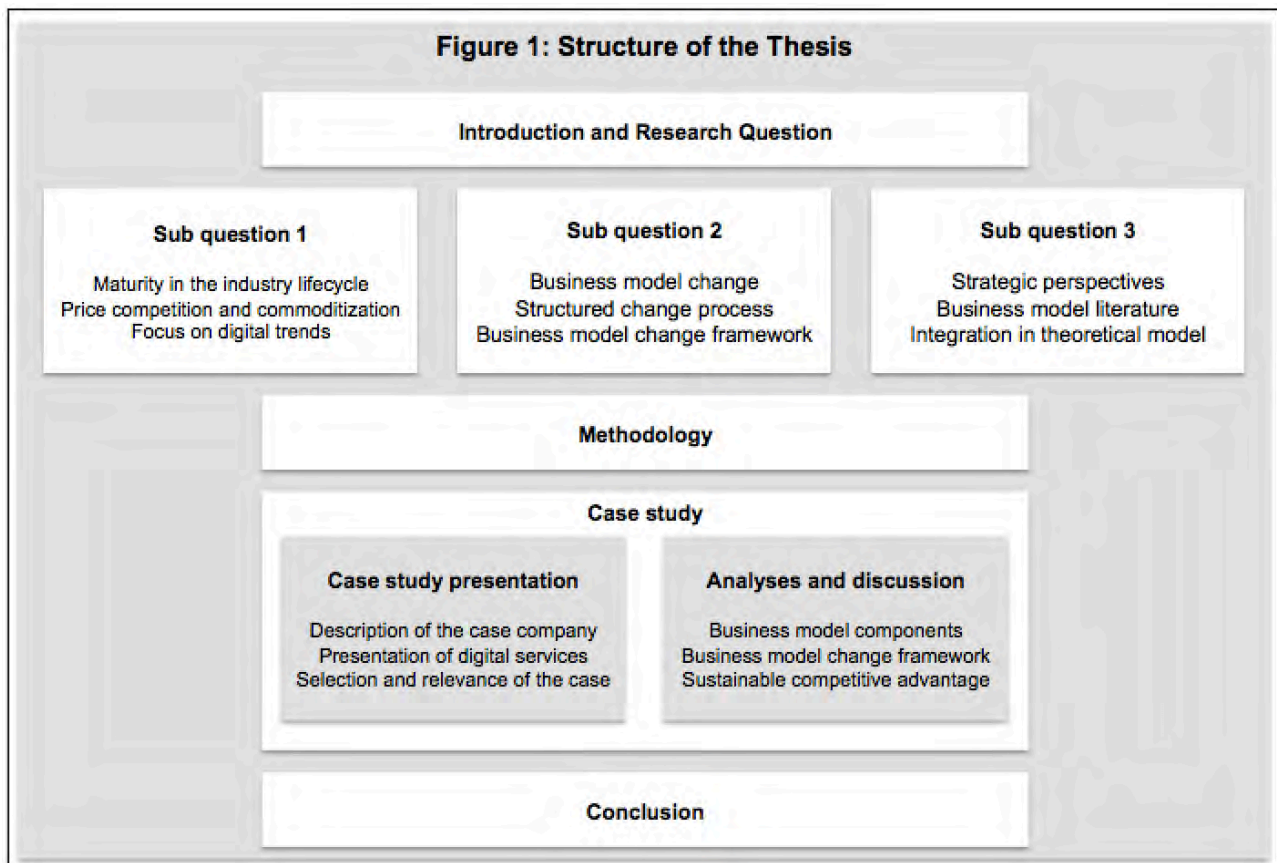 Figure 1: Structure of the Thesis
Introduction and Research Question
Sub question 1
Maturity in the industry lifecycle
Price competition and commoditization
Focus on digital trends
Sub question 2
Business model change
Structured change process
Business model change framework
Sub question 3
Strategic perspectives
Business model literature
Integration in theoretical model
Methodology
Case study
Case study presentation
Description of the case company
Presentation of digital services
Selection and relevance of the case
Analyses and discussion
Business model components
Business model change framework
Sustainable competitive advantage
Conclusion